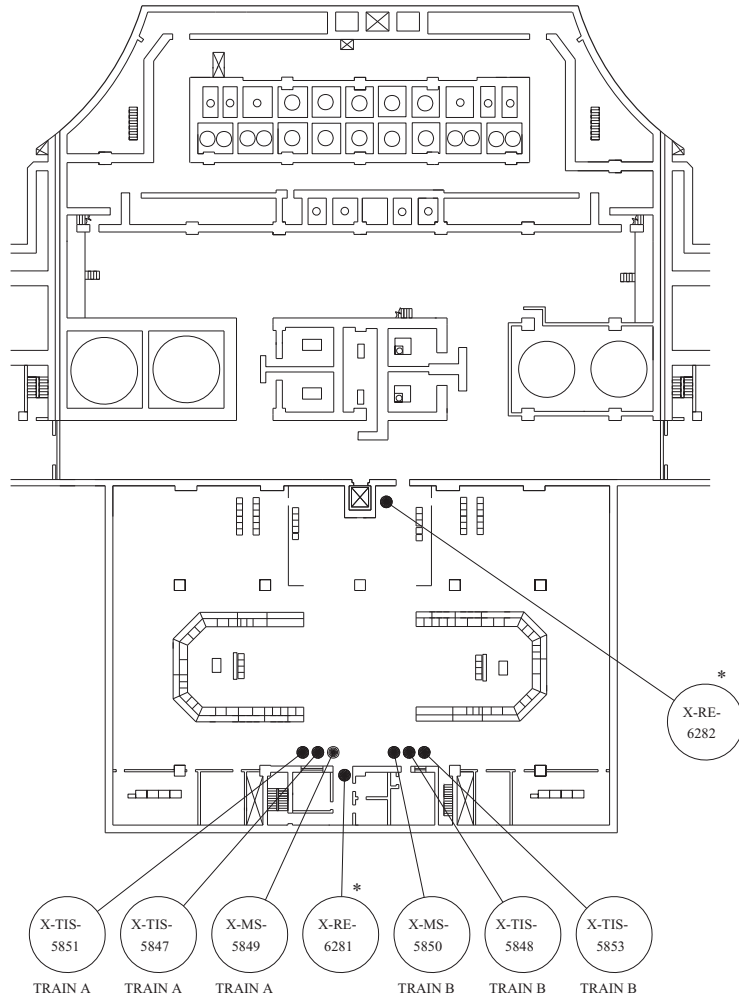 *
X-RE-
6282
*
X-TIS-
5851
X-TIS-
5847
X-MS-
5849
X-RE-
6281
X-MS-
5850
X-TIS-
5848
X-TIS-
5853
TRAIN A
TRAIN A
TRAIN A
TRAIN B
TRAIN B
TRAIN B